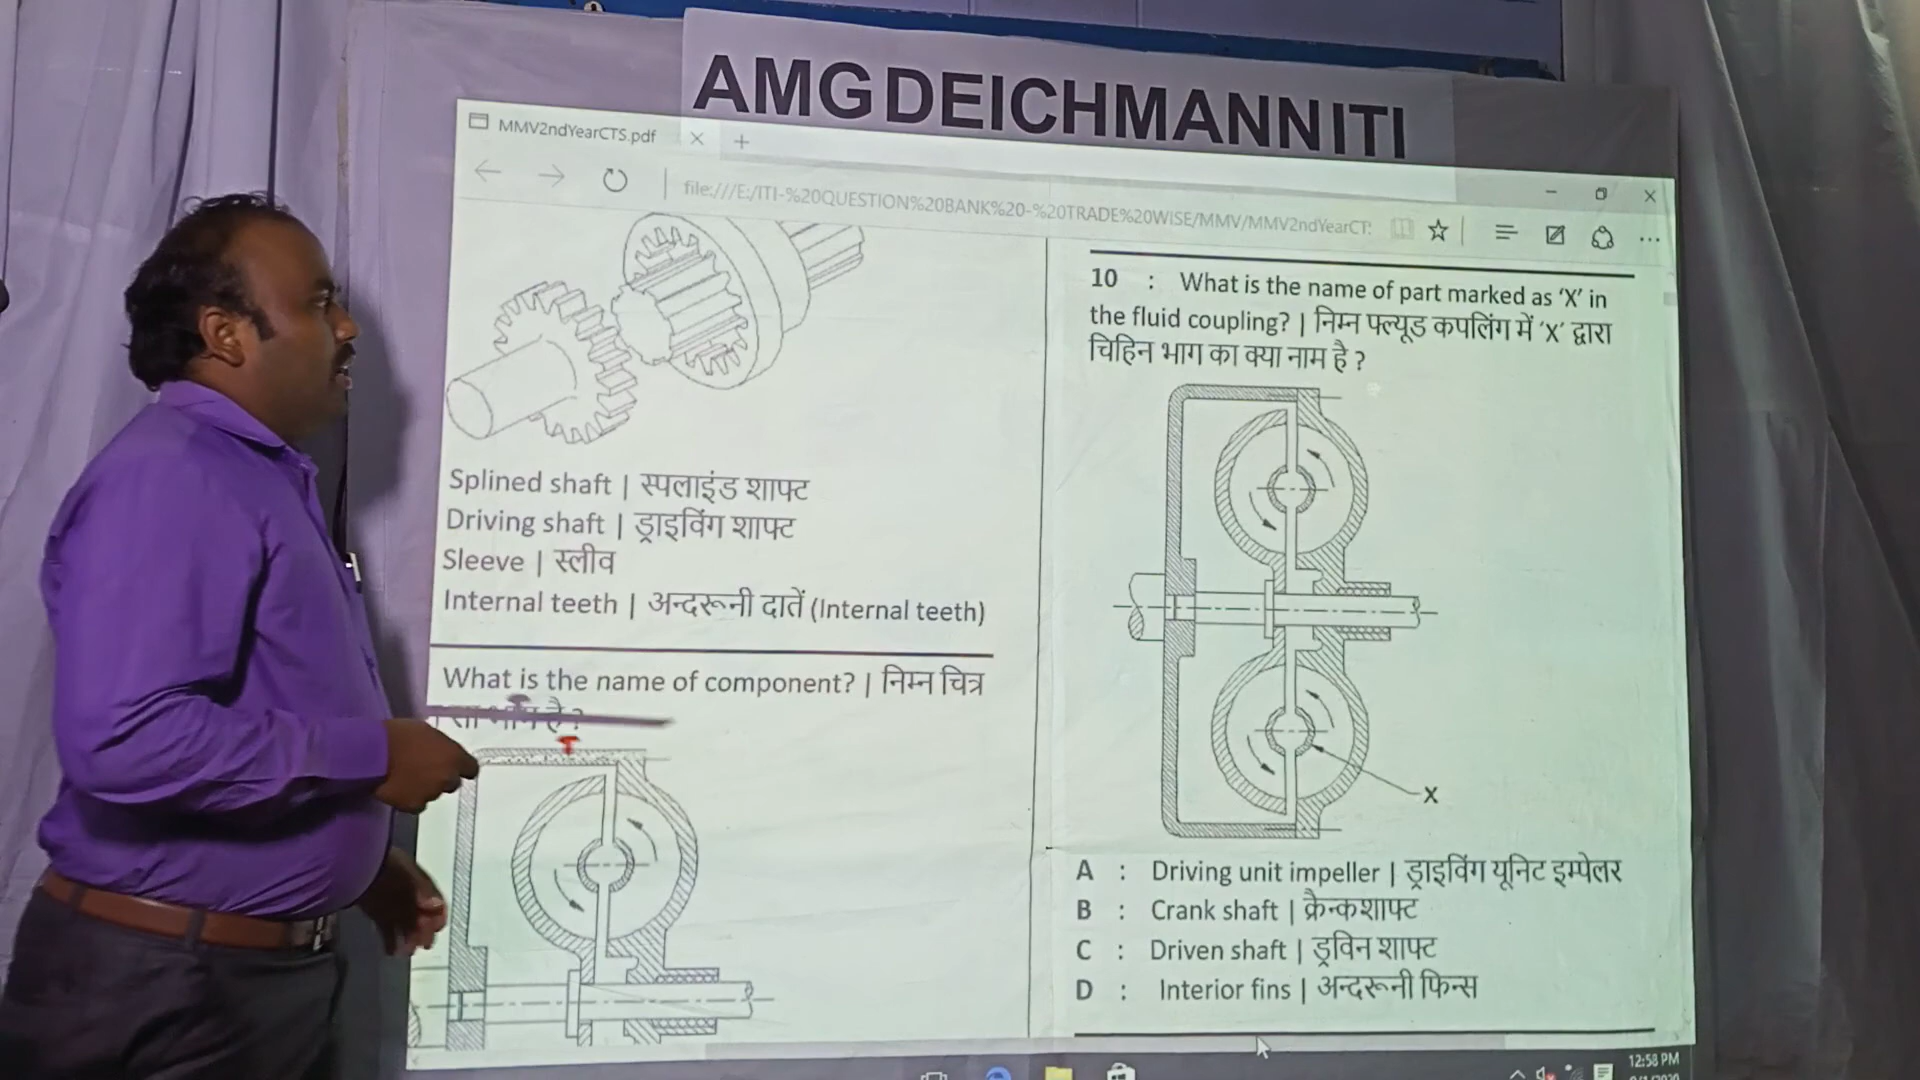 AMG DEICHMANN ITI
MMV2ndYearCTS.pdf
file:///E:/ITI-%20QUESTION%20BANK%20-%20TRADE%20WISE/MMV/MMV2ndYearCT:
Splined shaft | स्पलाइंड शाफ्ट
Driving shaft | ड्राइविंग शाफ्ट
Sleeve | स्लीव
Internal teeth | अन्दरूनी दातें (Internal teeth)
What is the name of component? | निम्न चित्र
है ?
10 : What is the name of part marked as ‘X’ in
the fluid coupling? | निम्न फ्ल्यूड कपलिंग में ‘X’ द्वारा
चिहिन भाग का क्या नाम है ?
X
A : Driving unit impeller | ड्राइविंग यूनिट इम्पेलर
B : Crank shaft | क्रैन्कशाफ्ट
C : Driven shaft | ड्रविन शाफ्ट
D : Interior fins | अन्दरूनी फिन्स
12:58 PM